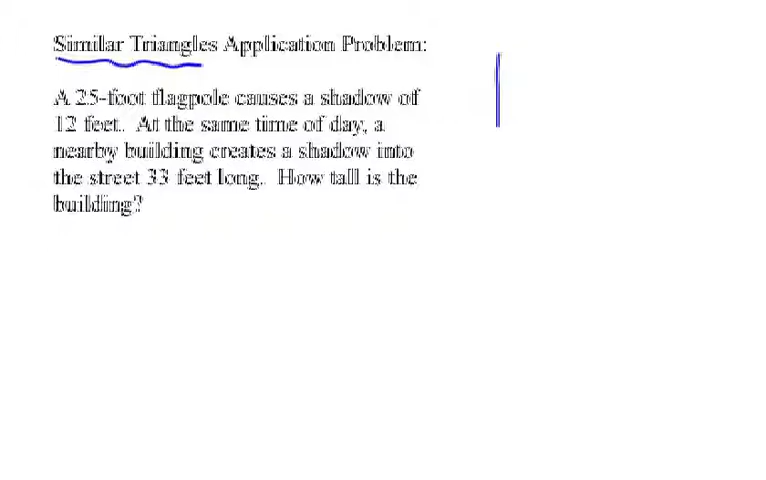 Similar Triangles Application Problem:
A 25-foot flagpole causes a shadow of
12 feet. At the same time of day, a
nearby building creates a shadow into
the street 33 feet long. How tall is the
building?